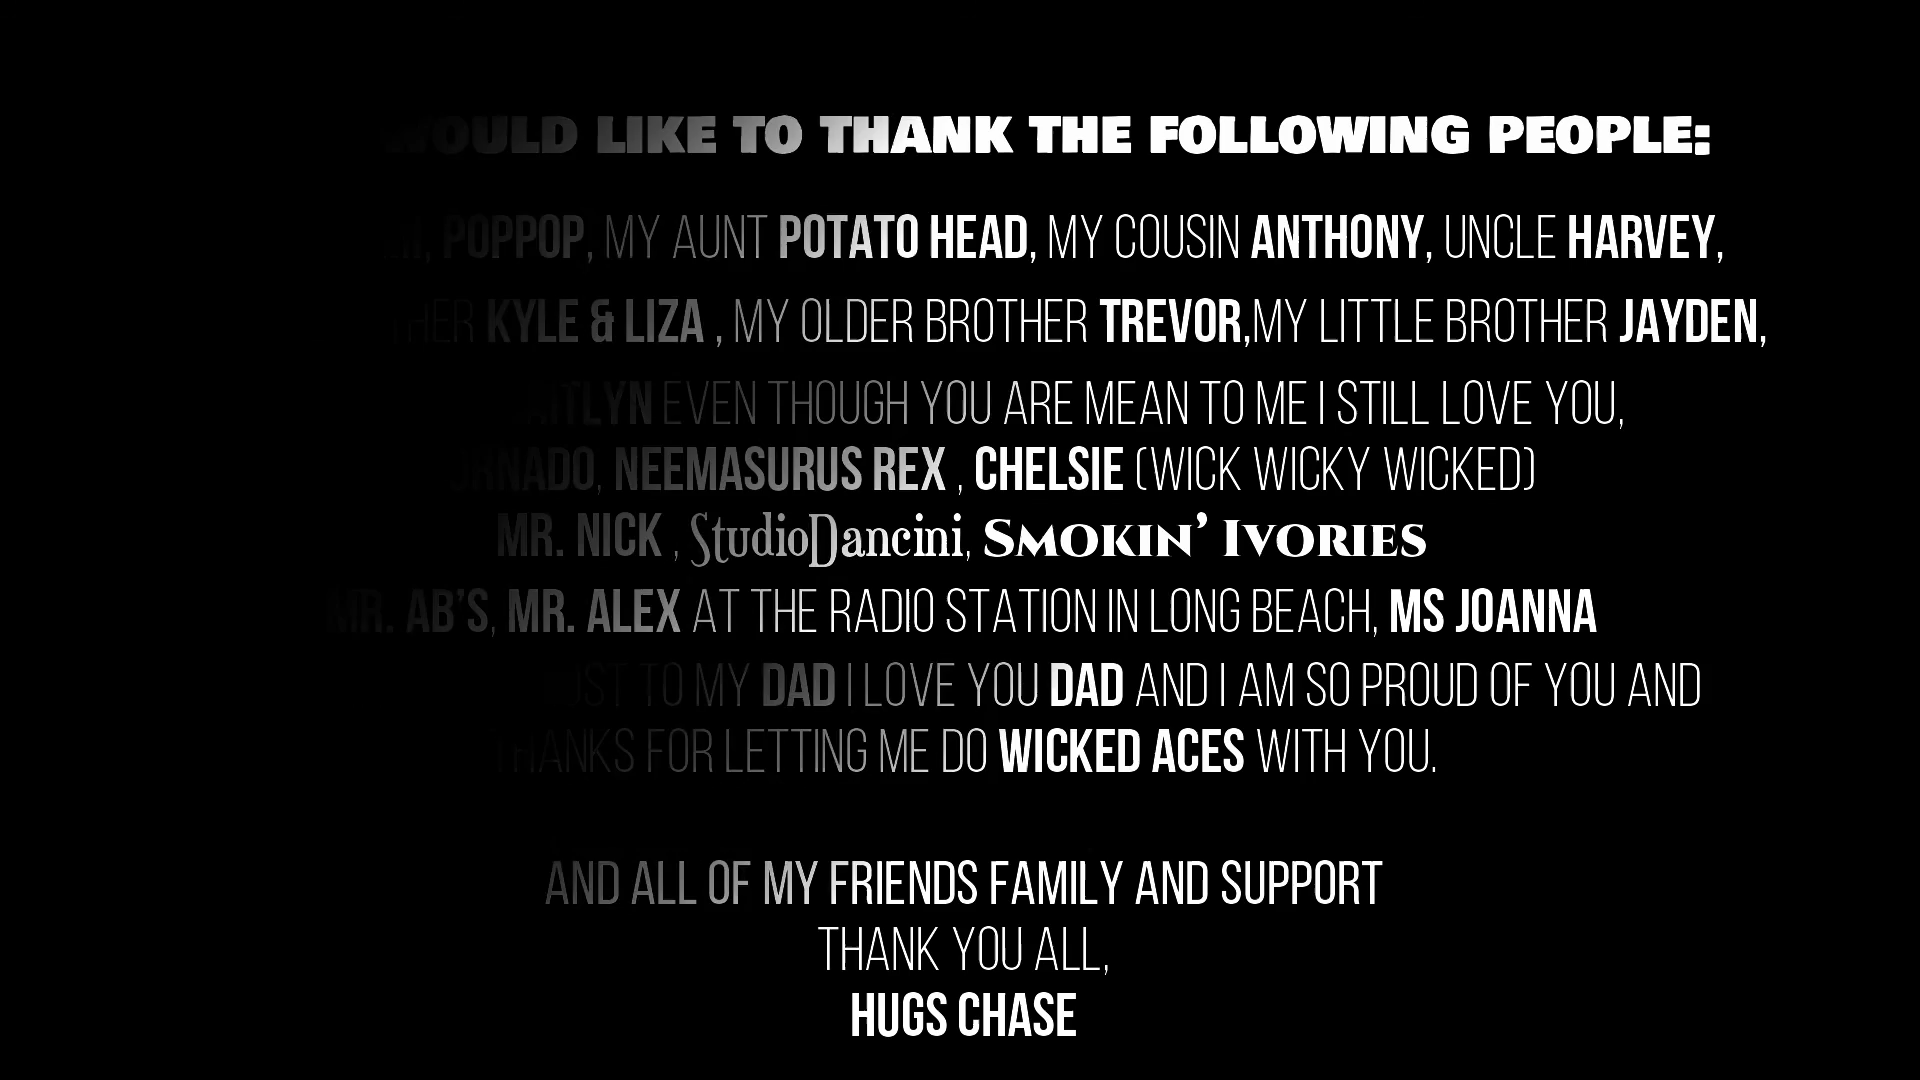 WOULD LIKE TO THANK THE FOLLOWING PEOPLE:
POPPOP, MY AUNT POTATO HEAD, MY COUSIN ANTHONY, UNCLE HARVEY,
KYLE & LIZA , MY OLDER BROTHER TREVOR,MY LITTLE BROTHER JAYDEN,
EVEN THOUGH YOU ARE MEAN TO ME I STILL LOVE YOU,
NEEMASURUS REX , CHELSIE (WICK WICKY WICKED)
MR. NICK , StudioDancini, SMOKIN' IVORIES
MR. AB'S, MR. ALEX AT THE RADIO STATION IN LONG BEACH, MS JOANNA
TO MY DAD I LOVE YOU DAD AND I AM SO PROUD OF YOU AND
THANKS FOR LETTING ME DO WICKED ACES WITH YOU.
AND ALL OF MY FRIENDS FAMILY AND SUPPORT
THANK YOU ALL,
HUGS CHASE